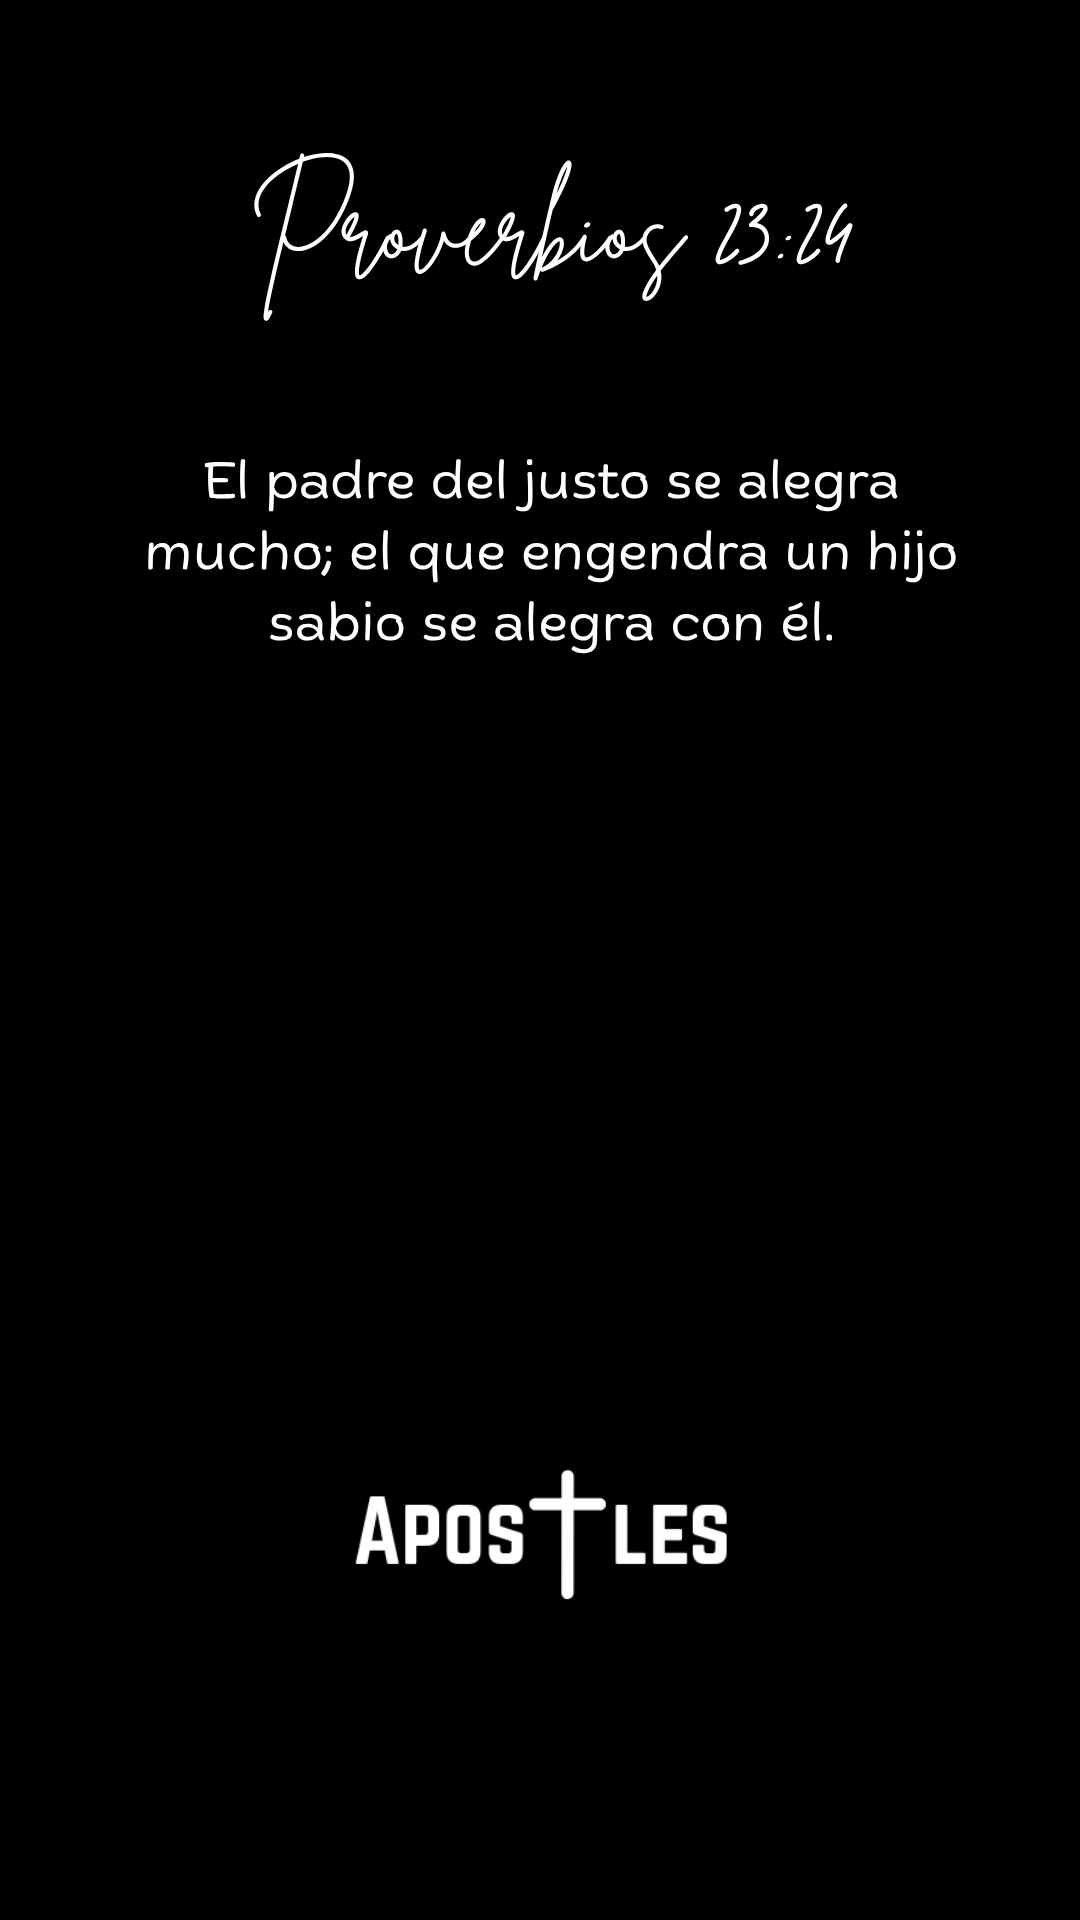 Proverbios 23:24
El padre del justo se alegra
mucho; el que engendra un hijo
sabio se alegra con él.
APOSTLES